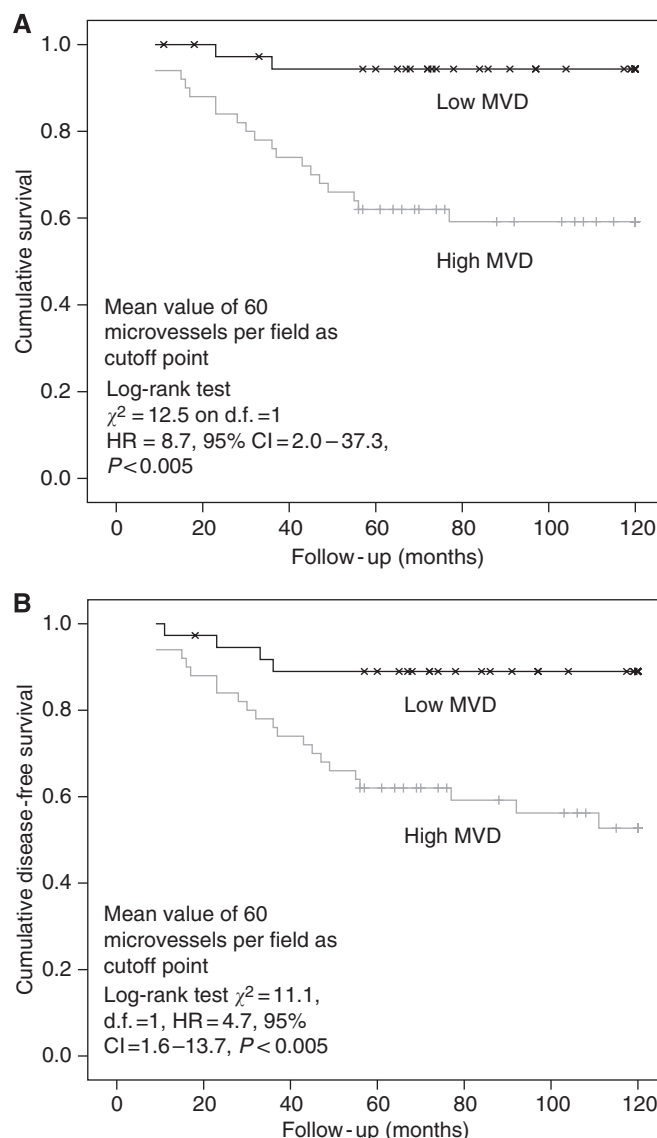 A
Cumulative survival
1.0
0.8
0.6
0.4
0.2
0.0
Low MVD
High MVD
Mean value of 60
microvessels per field as
cutoff point
Log-rank test
χ² = 12.5 on d.f. =1
HR = 8.7, 95% CI = 2.0 – 37.3,
P < 0.005
0 20 40 60 80 100 120
Follow-up (months)
B
Cumulative disease-free survival
1.0
0.8
0.6
0.4
0.2
0.0
Low MVD
High MVD
Mean value of 60
microvessels per field as
cutoff point
Log-rank test χ² = 11.1,
d.f. =1, HR = 4.7, 95%
CI =1.6–13.7, P < 0.005
0 20 40 60 80 100 120
Follow-up (months)